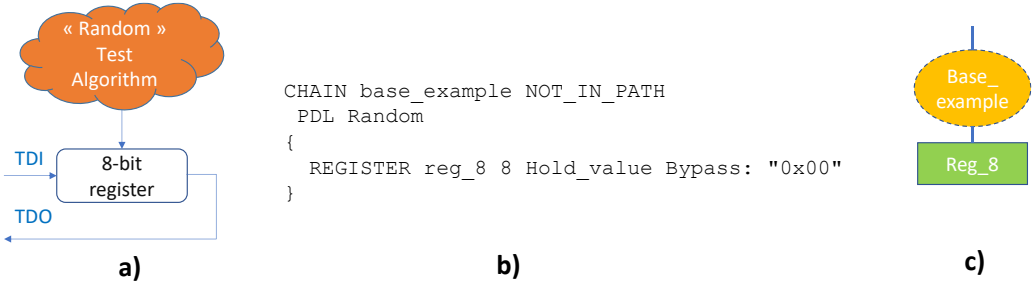 « Random »
Test
Algorithm
TDI
8-bit
register
TDO
a)
CHAIN base_example NOT_IN_PATH
PDL Random
{
REGISTER reg_8 8 Hold_value Bypass: "0x00"
}
b)
Base_
example
Reg_8
c)